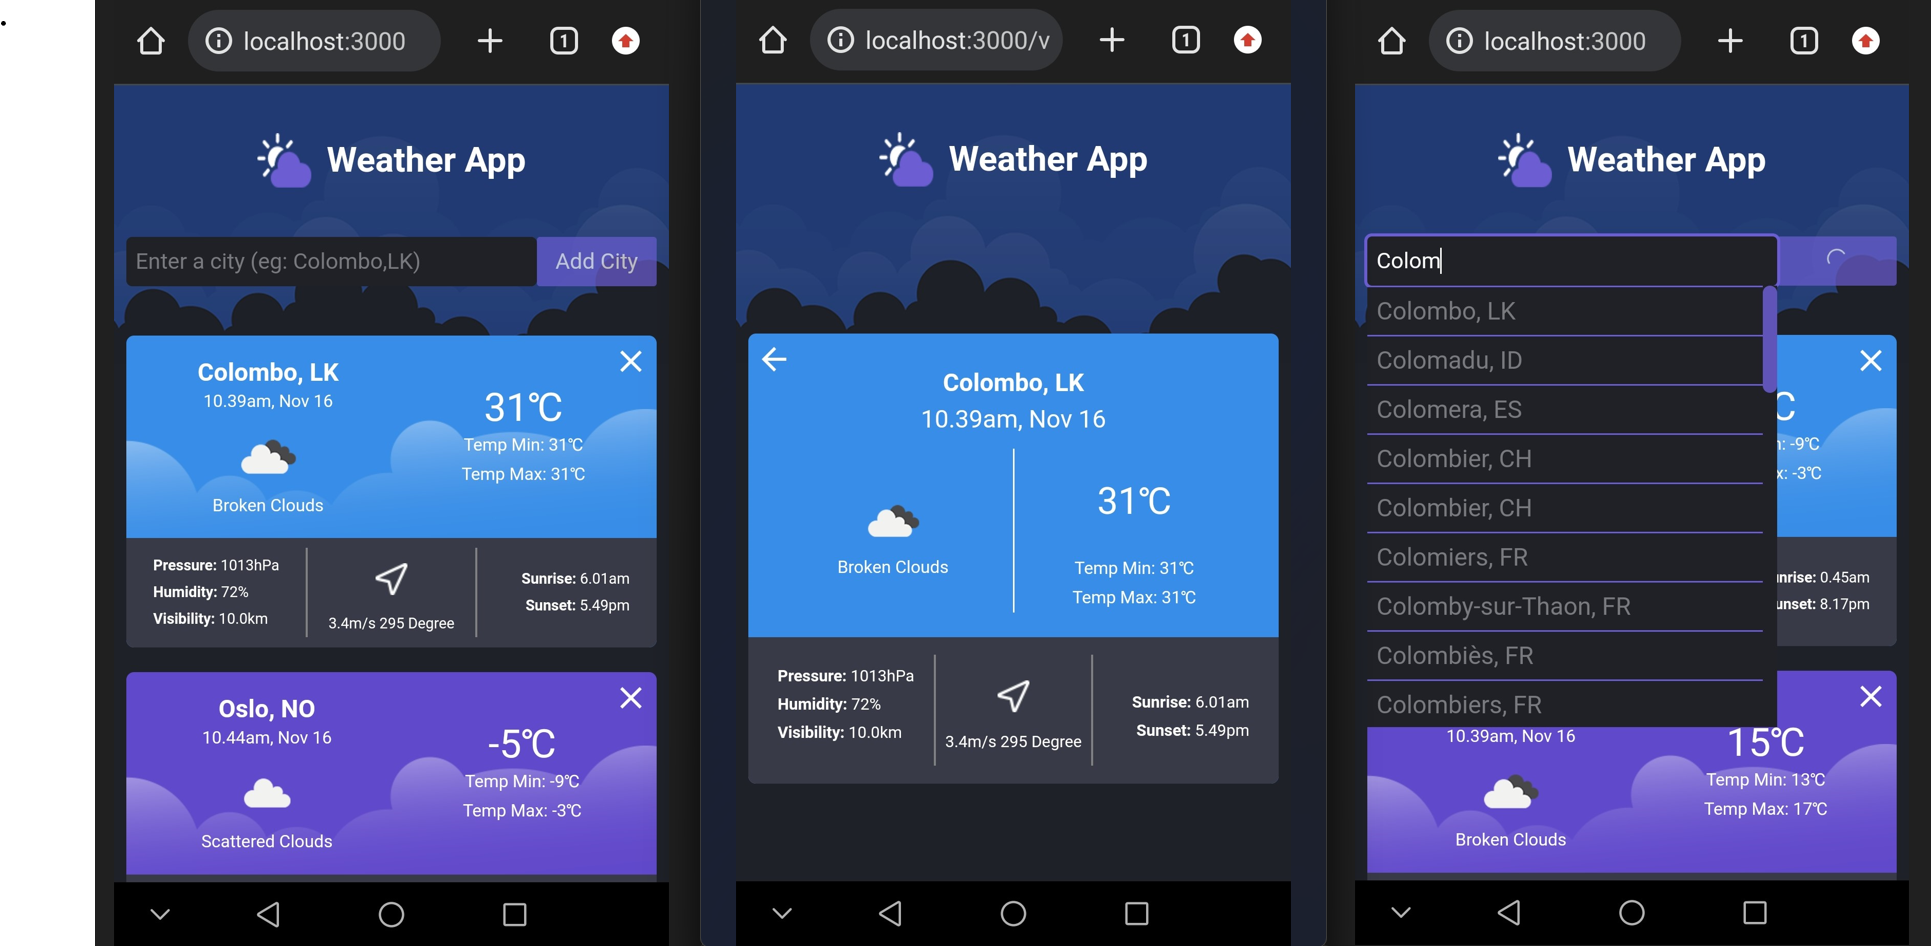 localhost:3000
1
Weather App
Enter a city (eg: Colombo,LK)
Add City
Colombo, LK
10.39am, Nov 16
31℃
Temp Min: 31℃
Temp Max: 31℃
Broken Clouds
Pressure: 1013hPa
Humidity: 72%
Visibility: 10.0km
3.4m/s 295 Degree
Sunrise: 6.01am
Sunset: 5.49pm
Oslo, NO
10.44am, Nov 16
-5℃
Temp Min: -9℃
Temp Max: -3℃
Scattered Clouds
localhost:3000/v
1
Weather App
Colombo, LK
10.39am, Nov 16
Broken Clouds
31℃
Temp Min: 31℃
Temp Max: 31℃
Pressure: 1013hPa
Humidity: 72%
Visibility: 10.0km
3.4m/s 295 Degree
Sunrise: 6.01am
Sunset: 5.49pm
localhost:3000
1
Weather App
Colom
Colombo, LK
Colomadu, ID
Colomera, ES
Colombier, CH
Colombier, CH
Colomiers, FR
Colomby-sur-Thaon, FR
Colombiès, FR
Colombiers, FR
-9℃
-3℃
0.45am
8.17pm
10.39am, Nov 16
15℃
Temp Min: 13℃
Temp Max: 17℃
Broken Clouds